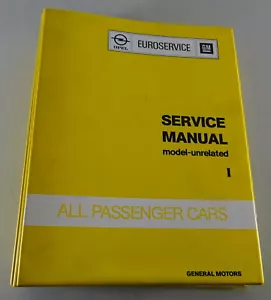 OPEL
EUROSERVICE
GM
SERVICE
MANUAL
model-unrelated
I
ALL PASSENGER CARS
GENERAL MOTORS